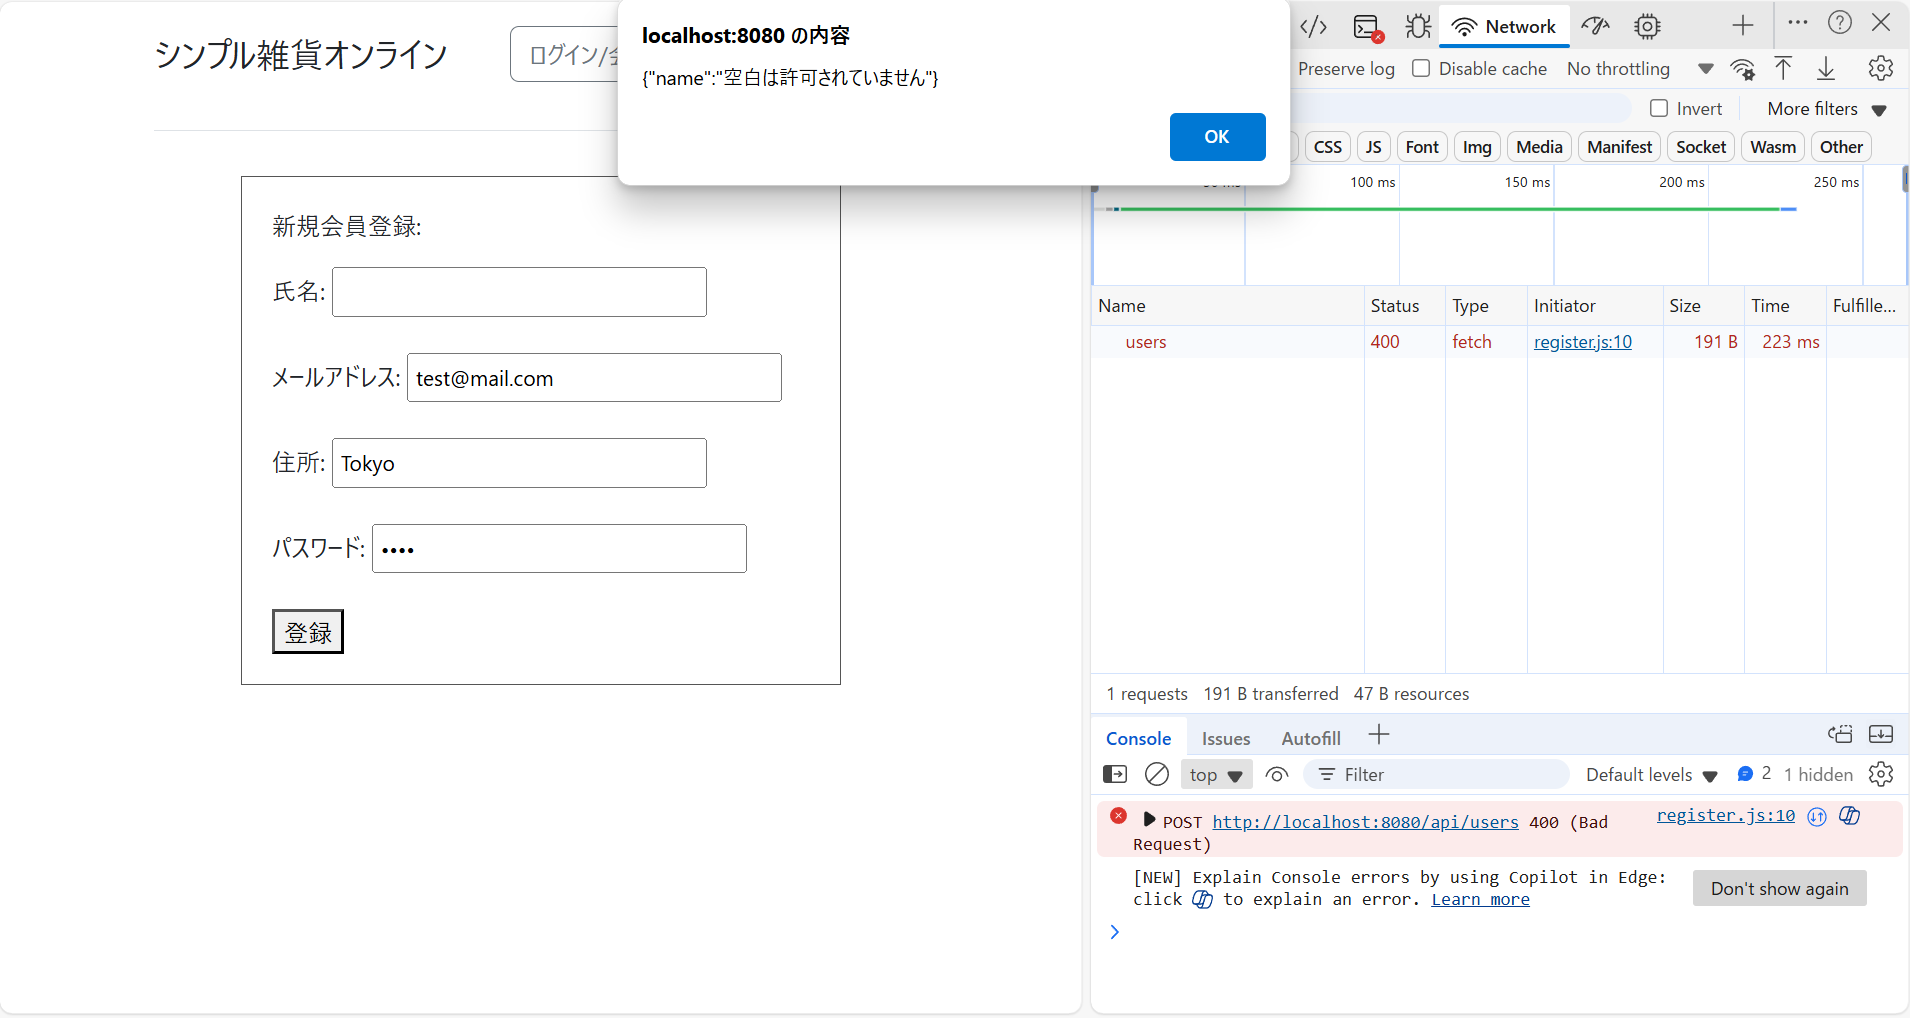 シンプル雑貨オンライン
ログイン/
localhost:8080 の内容
{"name":"空白は許可されていません"}
OK
新規会員登録:
氏名:
メールアドレス: test@mail.com
住所: Tokyo
パスワード: ••••
登録
Network
Preserve log Disable cache No throttling
Invert More filters
CSS JS Font Img Media Manifest Socket Wasm Other
100 ms 150 ms 200 ms 250 ms
Name Status Type Initiator Size Time Fulfille...
users 400 fetch register.js:10 191 B 223 ms
1 requests 191 B transferred 47 B resources
Console Issues Autofill
top Filter Default levels 2 1 hidden
POST http://localhost:8080/api/users 400 (Bad register.js:10
Request)
[NEW] Explain Console errors by using Copilot in Edge:
click to explain an error. Learn more
Don't show again